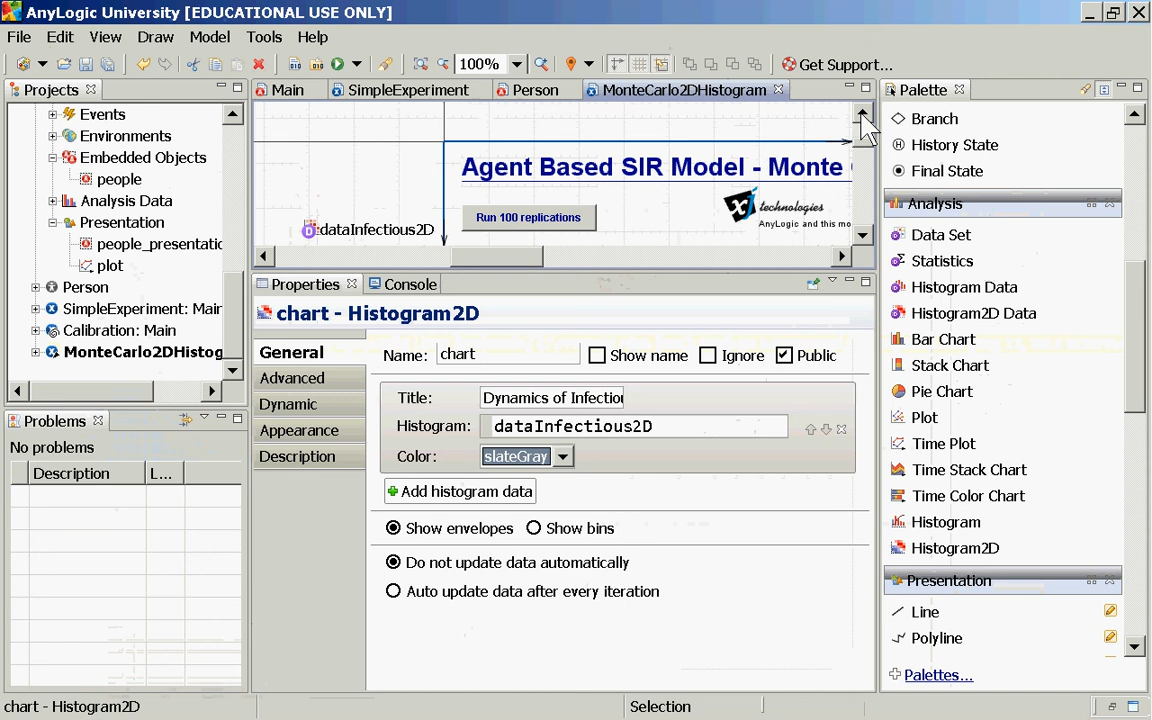 AnyLogic University [EDUCATIONAL USE ONLY]
File Edit View Draw Model Tools Help
100% Get Support...
Projects
Events
Environments
Embedded Objects
people
Analysis Data
Presentation
people_presentatio
plot
Person
SimpleExperiment: Main
Calibration: Main
MonteCarlo2DHistog
Problems
No problems
Description L...
Main SimpleExperiment Person MonteCarlo2DHistogram
Agent Based SIR Model - Monte
Run 100 replications
technologies
AnyLogic and this mo
dataInfectious2D
Properties Console
chart - Histogram2D
General
Advanced
Dynamic
Appearance
Description
Name: chart Show name Ignore Public
Title: Dynamics of Infectiou
Histogram: dataInfectious2D
Color: slateGray
Add histogram data
Show envelopes Show bins
Do not update data automatically
Auto update data after every iteration
Palette
Branch
History State
Final State
Analysis
Data Set
Statistics
Histogram Data
Histogram2D Data
Bar Chart
Stack Chart
Pie Chart
Plot
Time Plot
Time Stack Chart
Time Color Chart
Histogram
Histogram2D
Presentation
Line
Polyline
Palettes...
chart - Histogram2D Selection